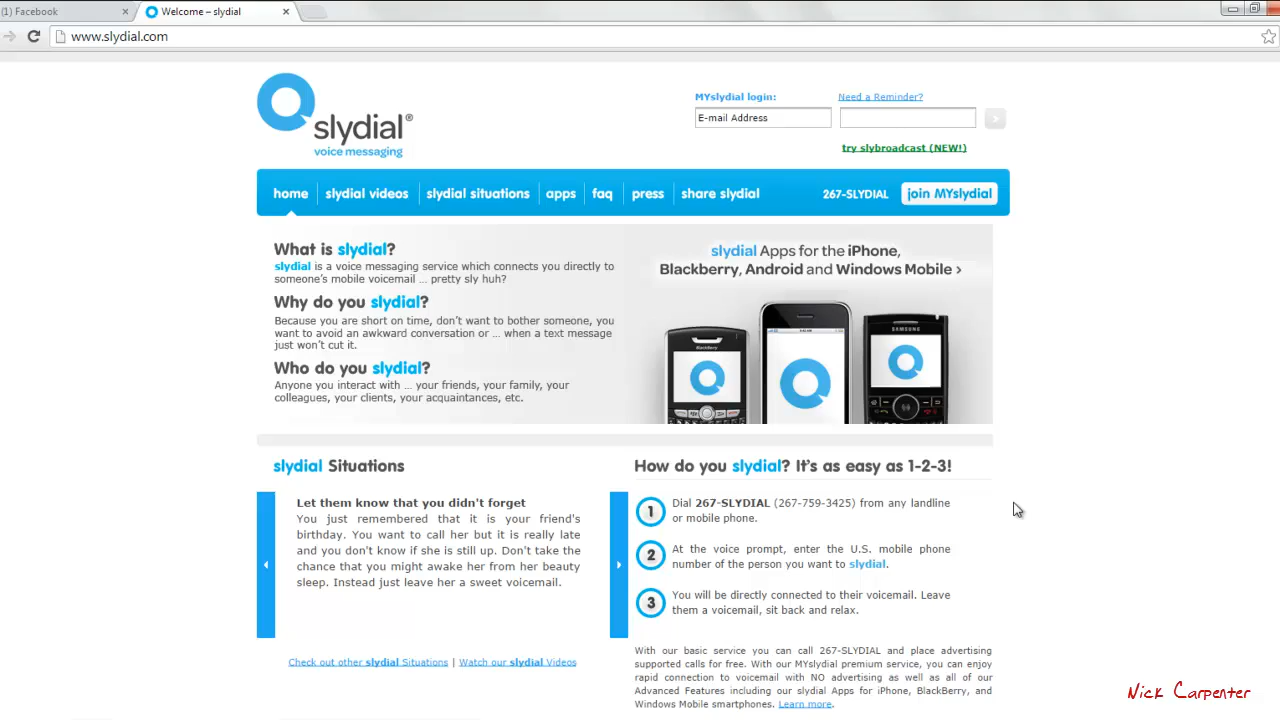 (1) Facebook
Welcome – slydial
www.slydial.com
slydial®
voice messaging
MYslydial login:
Need a Reminder?
E-mail Address
>
try slybroadcast (NEW!)
home
slydial videos
slydial situations
apps
faq
press
share slydial
267-SLYDIAL
join MYslydial
What is slydial?
slydial is a voice messaging service which connects you directly to
someone's mobile voicemail ... pretty sly huh?
Why do you slydial?
Because you are short on time, don't want to bother someone, you
want to avoid an awkward conversation or ... when a text message
just won't cut it.
Who do you slydial?
Anyone you interact with ... your friends, your family, your
colleagues, your clients, your acquaintances, etc.
slydial Apps for the iPhone,
Blackberry, Android and Windows Mobile ›
BlackBerry
SAMSUNG
slydial Situations
Let them know that you didn't forget
You just remembered that it is your friend's
birthday. You want to call her but it is really late
and you don't know if she is still up. Don't take the
chance that you might awake her from her beauty
sleep. Instead just leave her a sweet voicemail.
Check out other slydial Situations | Watch our slydial Videos
How do you slydial? It's as easy as 1-2-3!
1
Dial 267-SLYDIAL (267-759-3425) from any landline
or mobile phone.
2
At the voice prompt, enter the U.S. mobile phone
number of the person you want to slydial.
3
You will be directly connected to their voicemail. Leave
them a voicemail, sit back and relax.
With our basic service you can call 267-SLYDIAL and place advertising
supported calls for free. With our MYslydial premium service, you can enjoy
rapid connection to voicemail with NO advertising as well as all of our
Advanced Features including our slydial Apps for iPhone, BlackBerry, and
Windows Mobile smartphones. Learn more.
Nick Carpenter